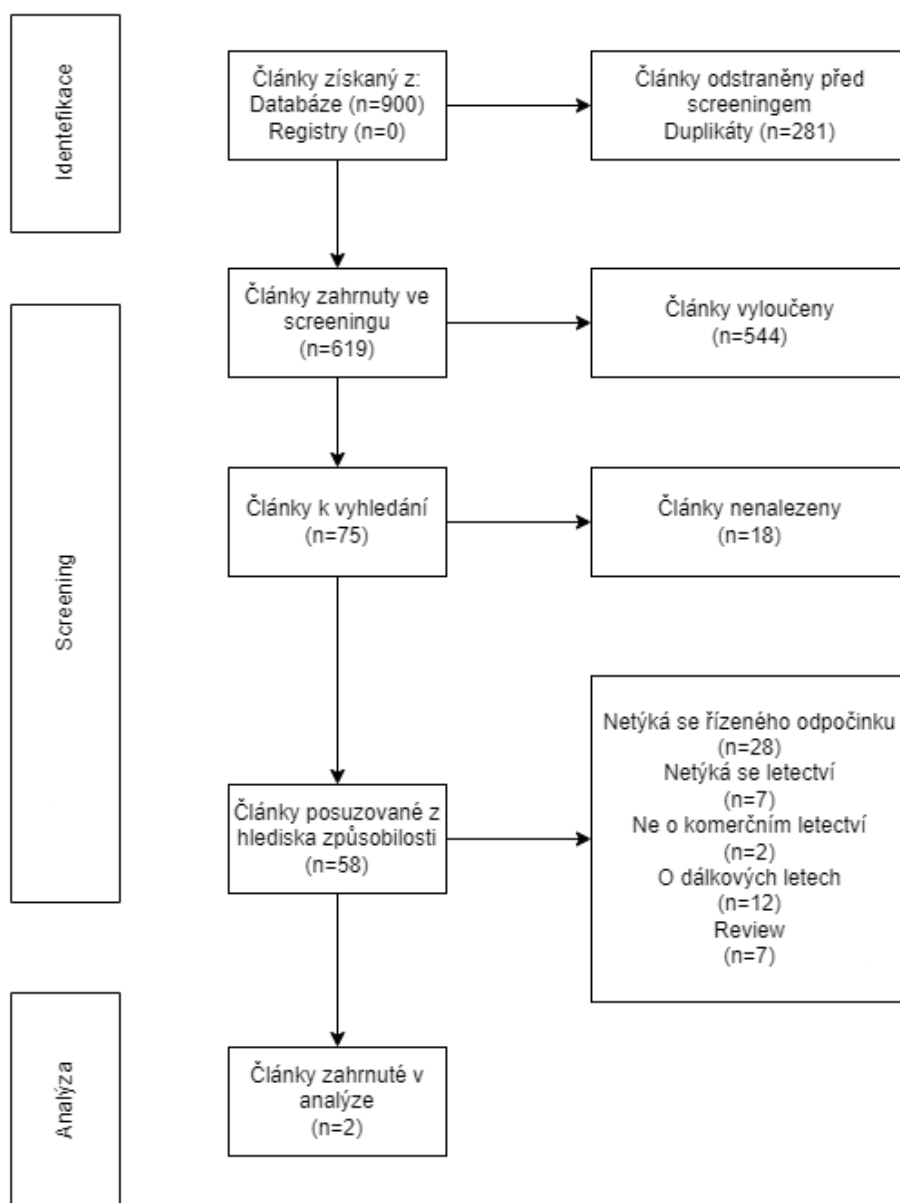 Identefikace
Články získaný z:
Databáze (n=900)
Registry (n=0)
Články odstraněny před
screeningem
Duplikáty (n=281)
Screening
Články zahrnuty ve
screeningu
(n=619)
Články vyloučeny
(n=544)
Články k vyhledání
(n=75)
Články nenalezeny
(n=18)
Články posuzované z
hlediska způsobilosti
(n=58)
Netýká se řízeného odpočinku
(n=28)
Netýká se letectví
(n=7)
Ne o komerčním letectví
(n=2)
O dálkových letech
(n=12)
Review
(n=7)
Analýza
Články zahrnuté v
analýze
(n=2)